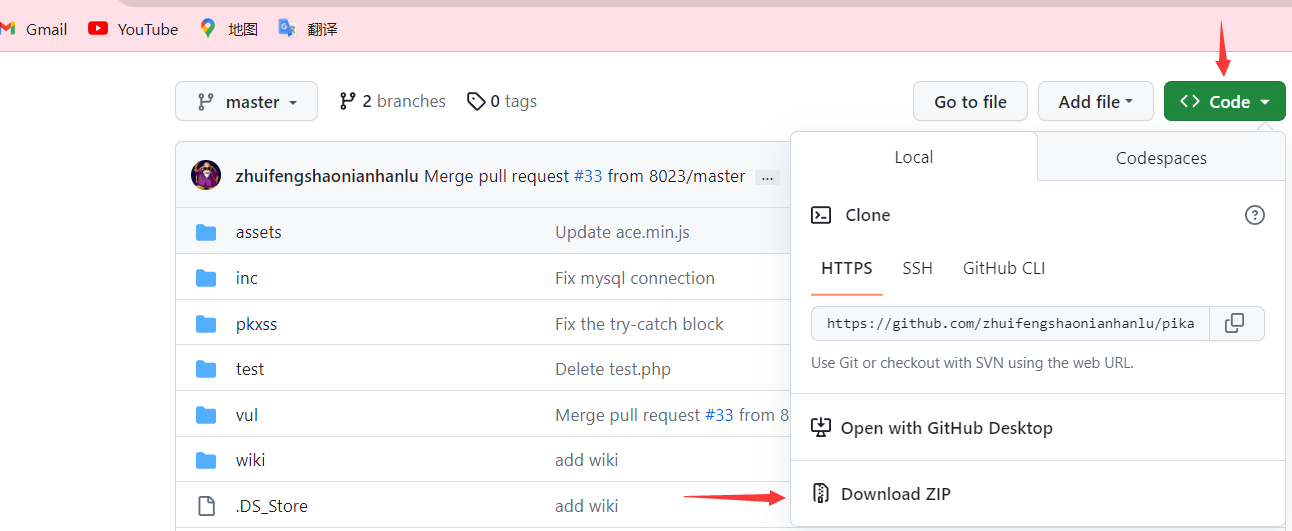 Gmail YouTube 地图 翻译
master 2 branches 0 tags Go to file Add file Code
Local Codespaces
zhuifengshaonianhanlu Merge pull request #33 from 8023/master ...
Clone
assets Update ace.min.js
HTTPS SSH GitHub CLI
inc Fix mysql connection
https://github.com/zhuifengshaonianhanlu/pika
pkxss Fix the try-catch block
Use Git or checkout with SVN using the web URL.
test Delete test.php
vul Merge pull request #33 from 8
Open with GitHub Desktop
wiki add wiki
Download ZIP
.DS_Store add wiki